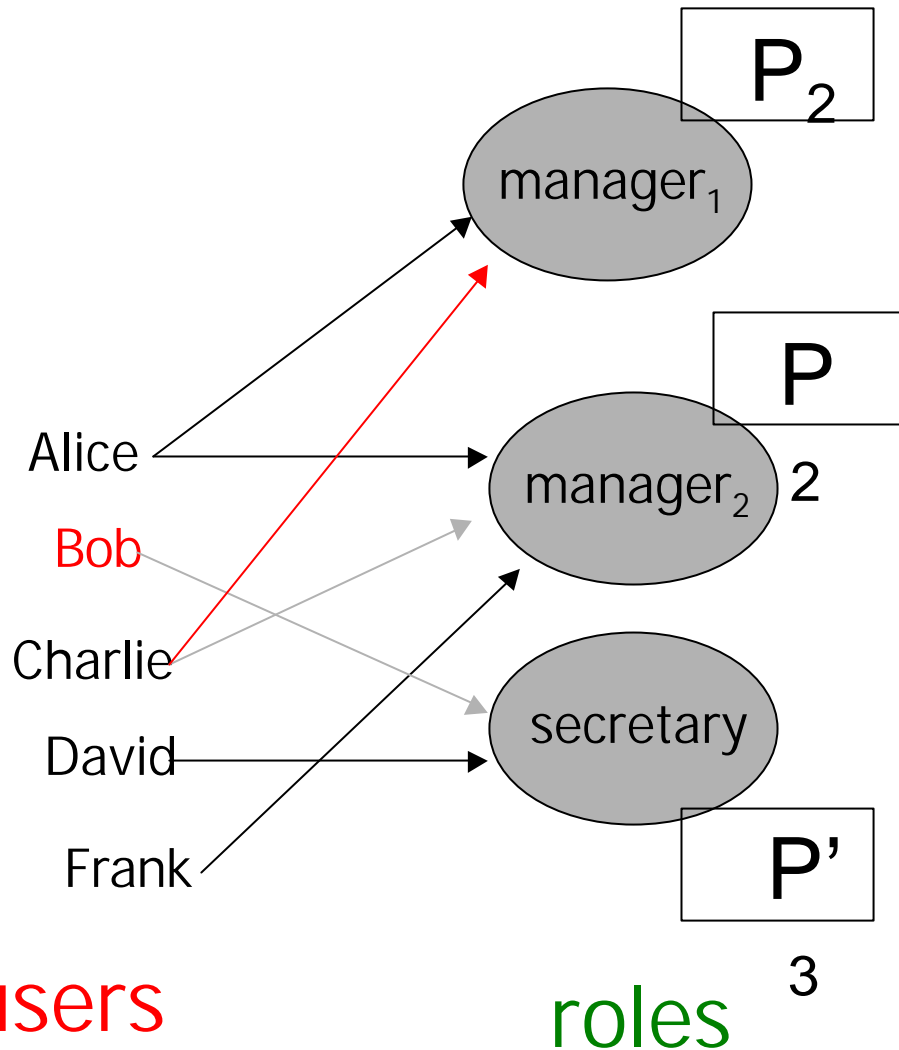 P₂
manager₁
P
Alice
manager₂ 2
Bob
Charlie
secretary
David
Frank
P’
3
users
roles